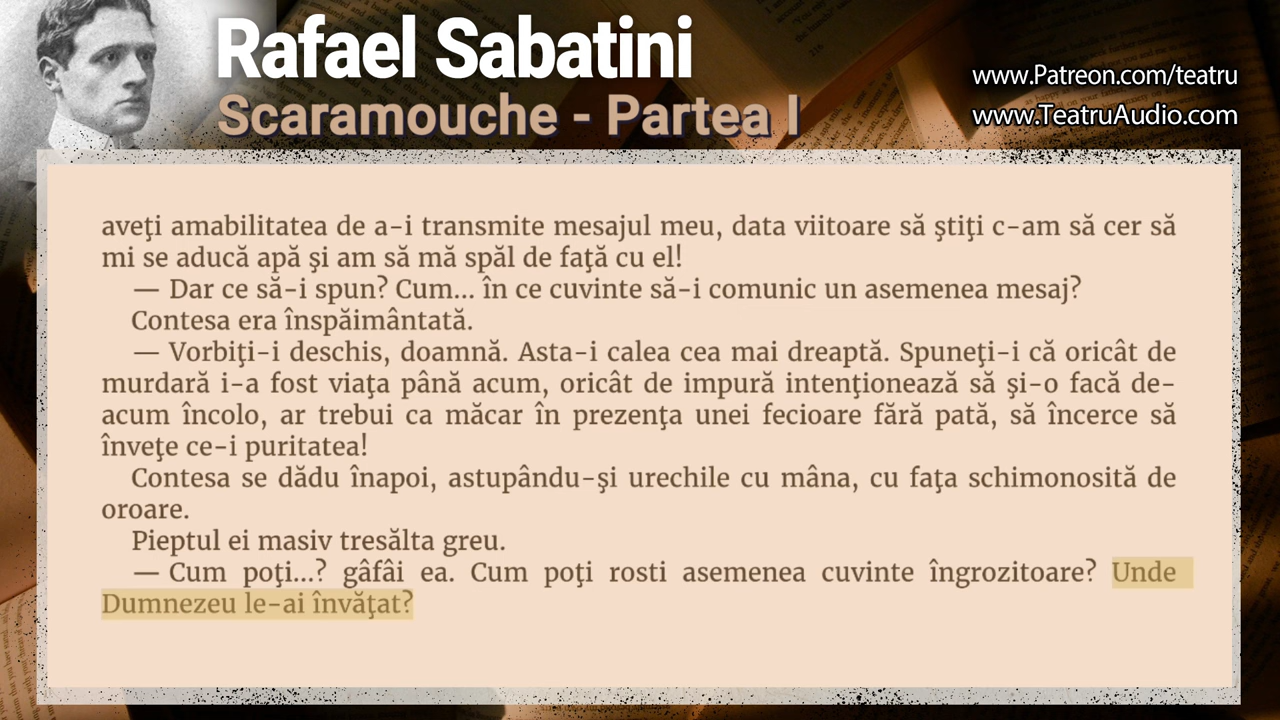 Rafael Sabatini
Scaramouche - Partea I
www.Patreon.com/teatru
www.TeatruAudio.com
aveţi amabilitatea de a-i transmite mesajul meu, data viitoare să ştiţi c-am să cer să
mi se aducă apă şi am să mă spăl de faţă cu el!
— Dar ce să-i spun? Cum... în ce cuvinte să-i comunic un asemenea mesaj?
Contesa era înspăimântată.
— Vorbiţi-i deschis, doamnă. Asta-i calea cea mai dreaptă. Spuneţi-i că oricât de
murdară i-a fost viaţa până acum, oricât de impură intenţionează să şi-o facă de-
acum încolo, ar trebui ca măcar în prezenţa unei fecioare fără pată, să încerce să
înveţe ce-i puritatea!
Contesa se dădu înapoi, astupându-şi urechile cu mâna, cu faţa schimonosită de
oroare.
Pieptul ei masiv tresălta greu.
— Cum poţi...? gâfâi ea. Cum poţi rosti asemenea cuvinte îngrozitoare? Unde
Dumnezeu le-ai învăţat?